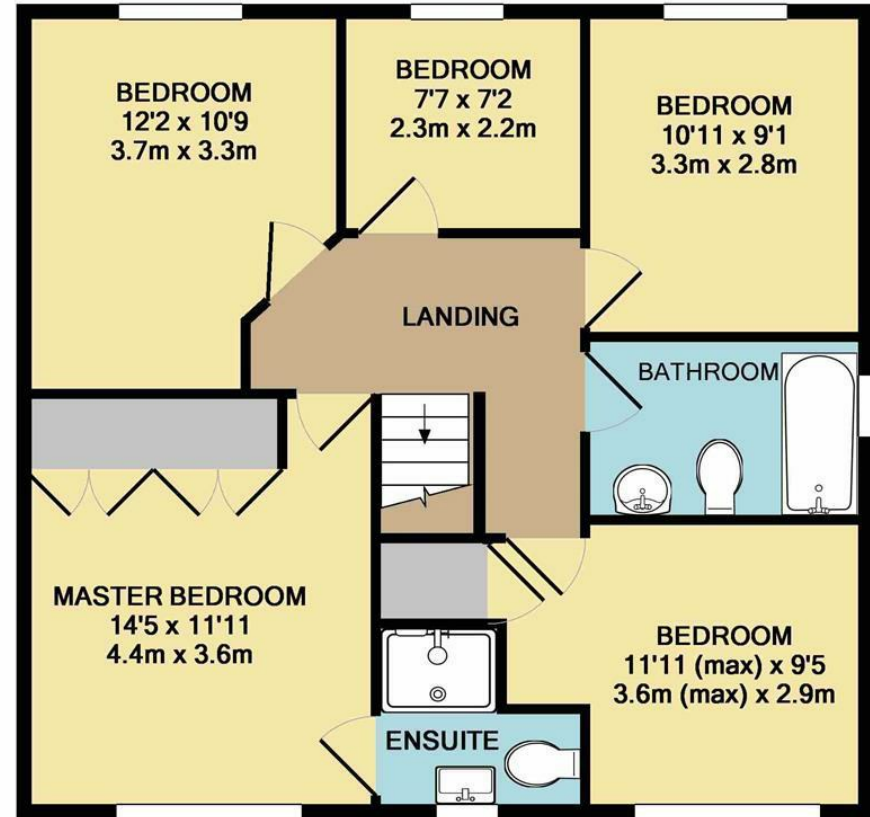 BEDROOM
12'2 x 10'9
3.7m x 3.3m
BEDROOM
7'7 x 7'2
2.3m x 2.2m
BEDROOM
10'11 x 9'1
3.3m x 2.8m
LANDING
BATHROOM
MASTER BEDROOM
14'5 x 11'11
4.4m x 3.6m
ENSUITE
BEDROOM
11'11 (max) x 9'5
3.6m (max) x 2.9m